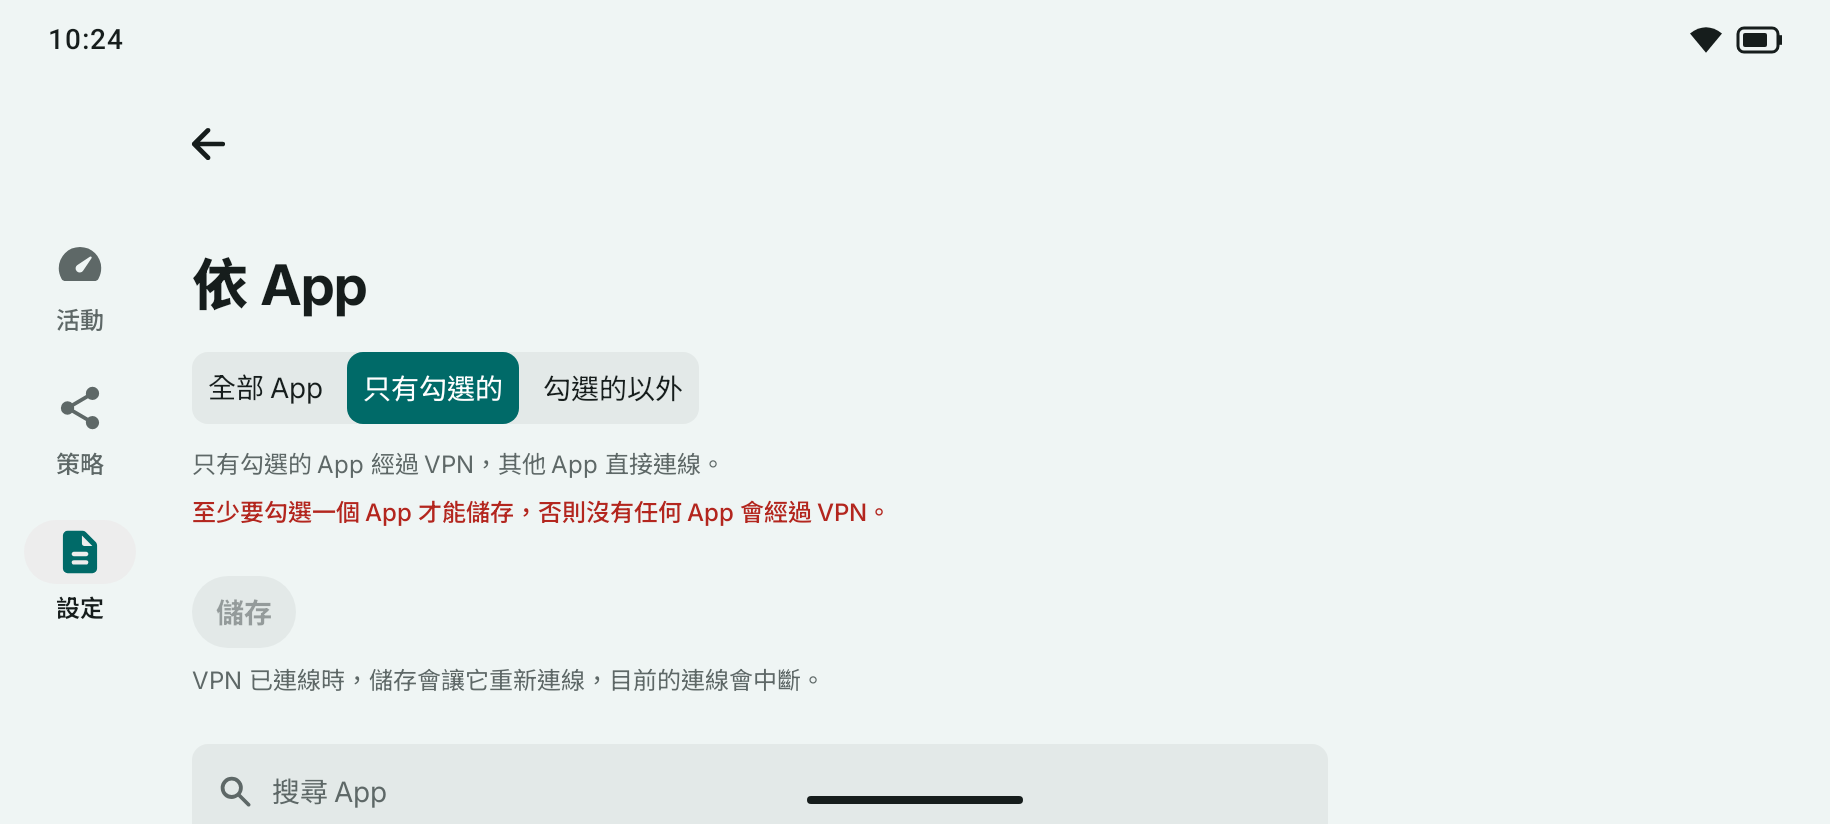 10:24
活動
策略
設定
依 App
全部 App
只有勾選的
勾選的以外
只有勾選的 App 經過 VPN，其他 App 直接連線。
至少要勾選一個 App 才能儲存，否則沒有任何 App 會經過 VPN。
儲存
VPN 已連線時，儲存會讓它重新連線，目前的連線會中斷。
搜尋 App